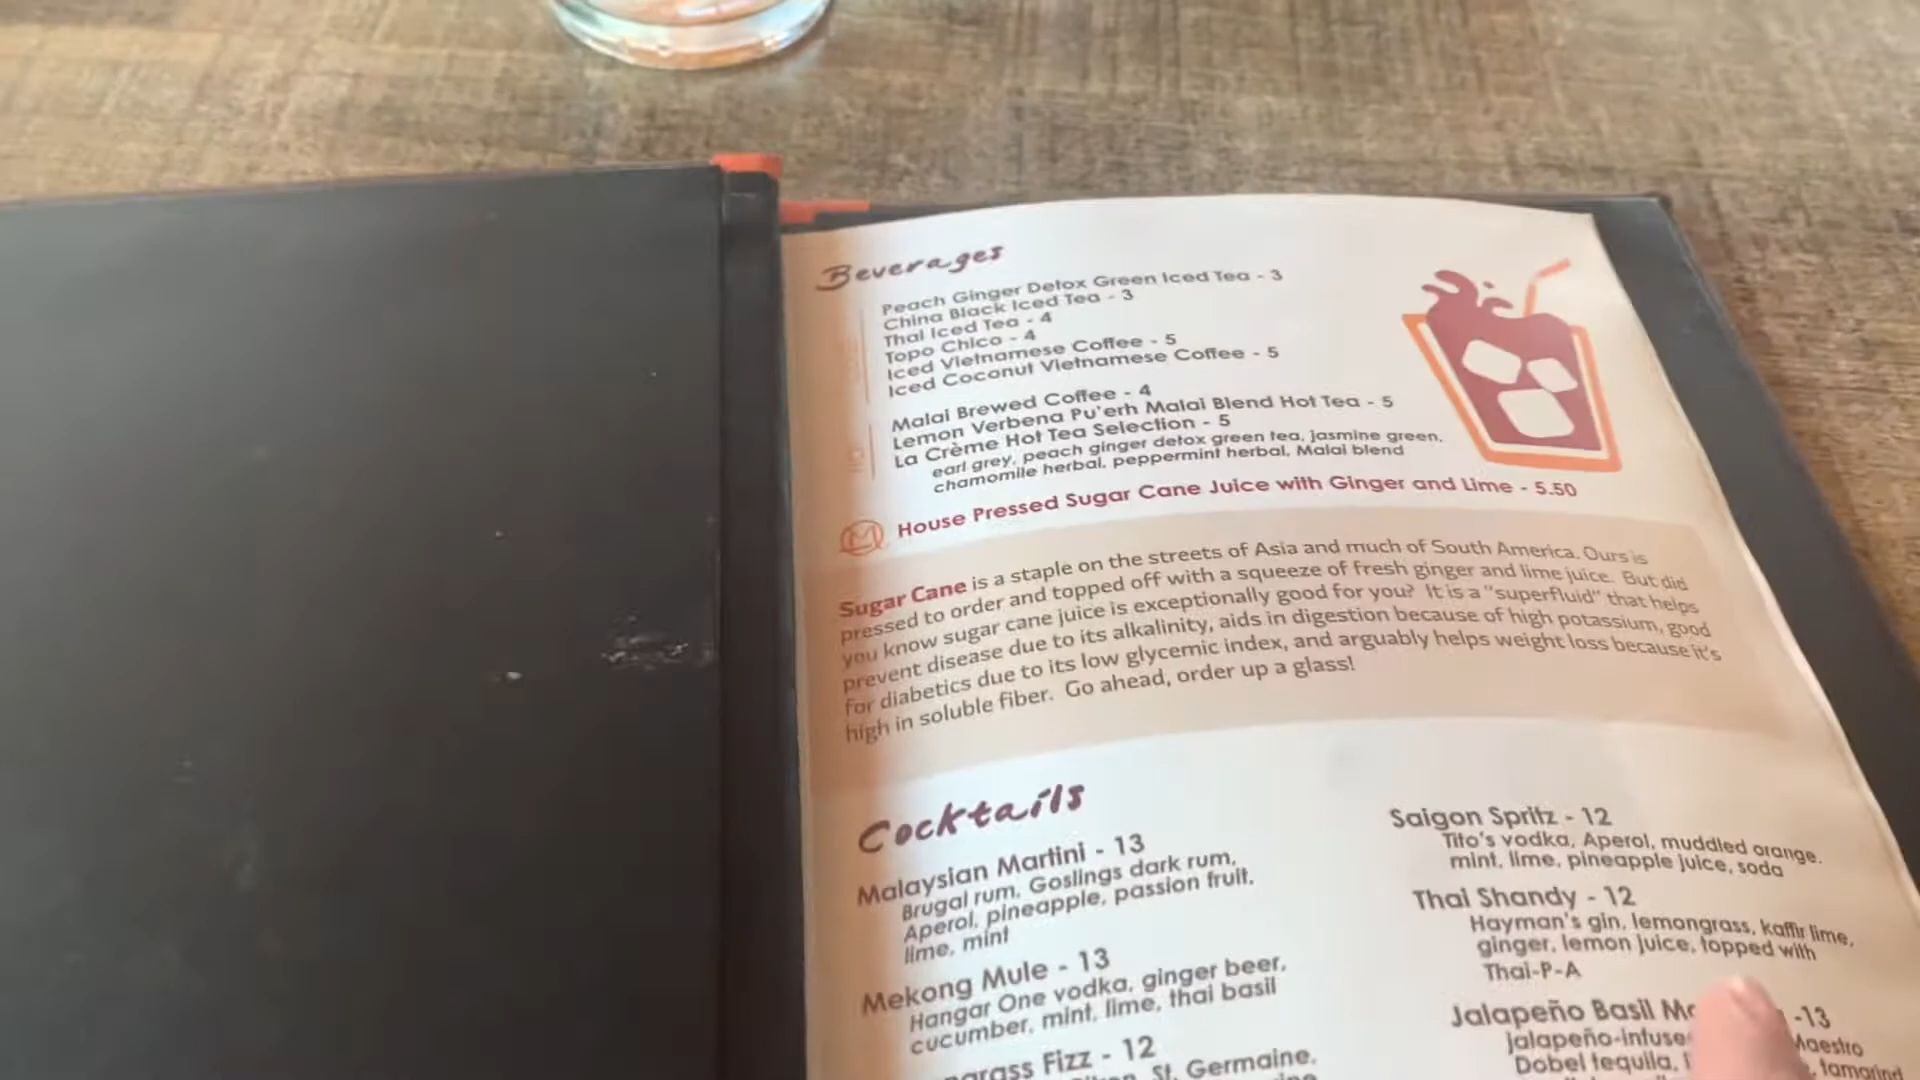 Beverages
Peach Ginger Detox Green Iced Tea - 3
China Black Iced Tea - 3
Thai Iced Tea - 4
Topo Chico - 4
Iced Vietnamese Coffee - 5
Iced Coconut Vietnamese Coffee - 5
Malai Brewed Coffee - 4
Lemon Verbena Pu'erh Malai Blend Hot Tea - 5
La Crème Hot Tea Selection - 5
earl grey, peach ginger detox green tea, jasmine green,
chamomile herbal, peppermint herbal, Malai blend
House Pressed Sugar Cane Juice with Ginger and Lime - 5.50
Sugar Cane is a staple on the streets of Asia and much of South America. Ours is
pressed to order and topped off with a squeeze of fresh ginger and lime juice. But did
you know sugar cane juice is exceptionally good for you? It is a "superfluid" that helps
prevent disease due to its alkalinity, aids in digestion because of high potassium, good
for diabetics due to its low glycemic index, and arguably helps weight loss because it's
high in soluble fiber. Go ahead, order up a glass!
Cocktails
Malaysian Martini - 13
Brugal rum, Goslings dark rum,
Aperol, pineapple, passion fruit,
lime, mint
Mekong Mule - 13
Hangar One vodka, ginger beer,
cucumber, mint, lime, thai basil
Fizz - 12
St. Germaine,
Saigon Spritz - 12
Tito's vodka, Aperol, muddled orange,
mint, lime, pineapple juice, soda
Thai Shandy - 12
Hayman's gin, lemongrass, kaffir lime,
ginger, lemon juice, topped with
Thai-P-A
Jalapeño Basil -13
Maestro
Dobel tequila, tamarind